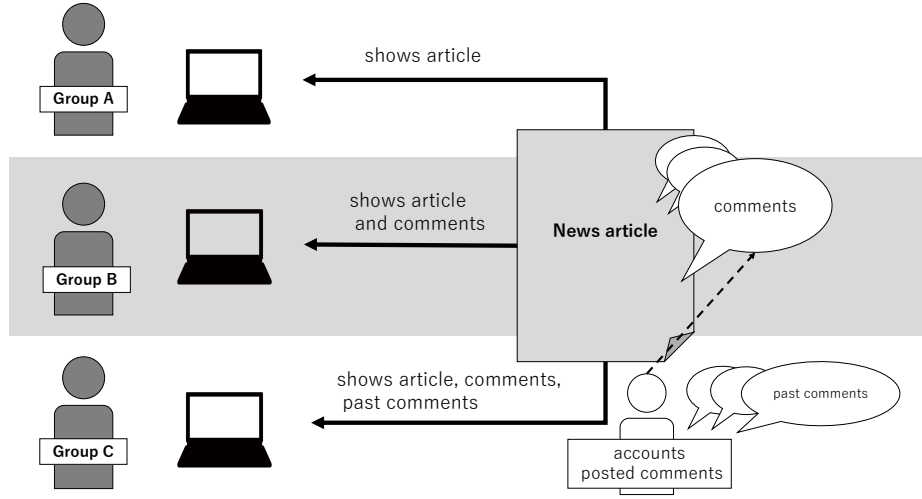 shows article
Group A
shows article
and comments
comments
News article
Group B
shows article, comments,
past comments
past comments
Group C
accounts
posted comments